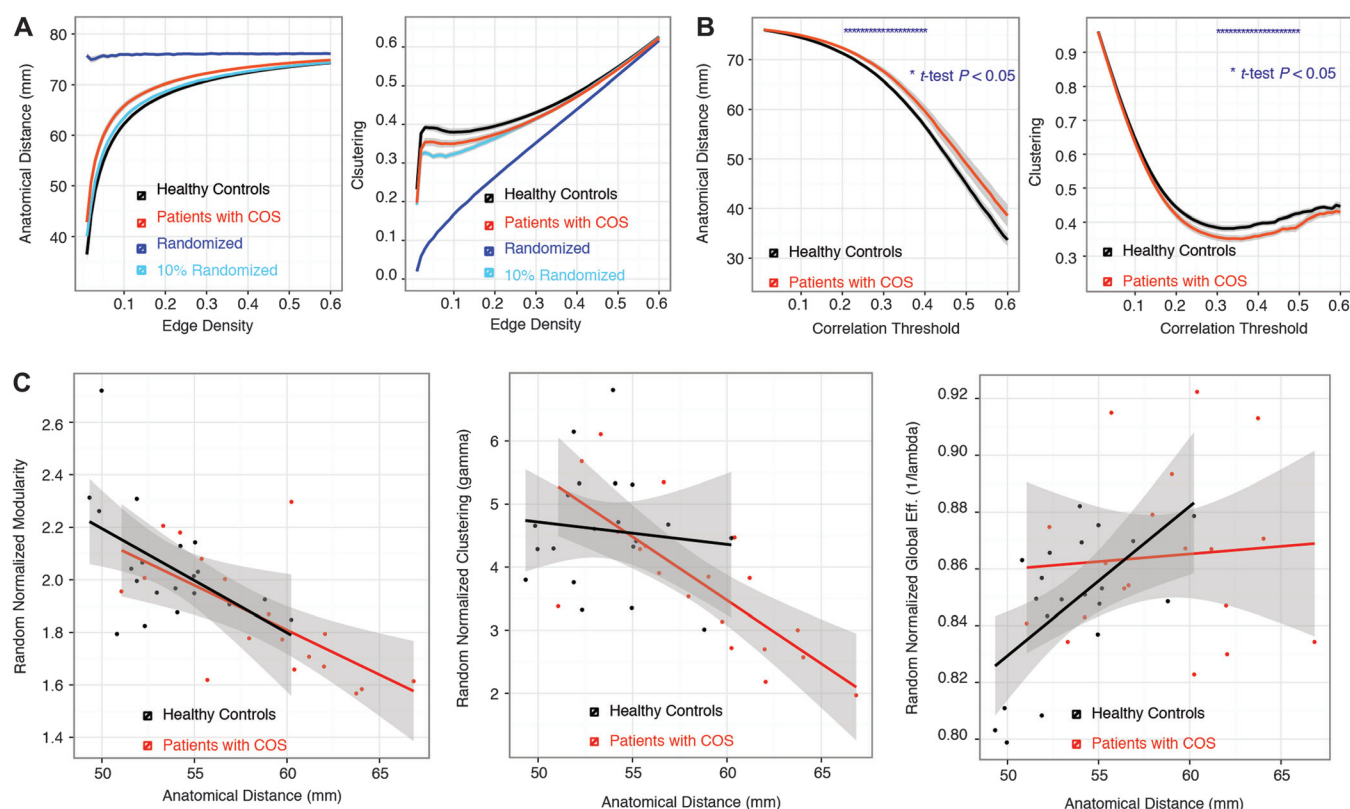 A
Anatomical Distance (mm)
80
70
60
50
40
Healthy Controls
Patients with COS
Randomized
10% Randomized
0.1 0.2 0.3 0.4 0.5 0.6
Edge Density
Clsutering
0.6
0.5
0.4
0.3
0.2
0.1
0.0
Healthy Controls
Patients with COS
Randomized
10% Randomized
0.1 0.2 0.3 0.4 0.5 0.6
Edge Density
B
Anatomical Distance (mm)
70
50
60
30
********************
* t-test P < 0.05
Healthy Controls
Patients with COS
0.1 0.2 0.3 0.4 0.5 0.6
Correlation Threshold
Clustering
0.9
0.8
0.7
0.6
0.5
0.4
0.3
********************
* t-test P < 0.05
Healthy Controls
Patients with COS
0.1 0.2 0.3 0.4 0.5 0.6
Correlation Threshold
C
Random Normalized Modularity
2.6
2.4
2.2
2.0
1.8
1.6
1.4
Healthy Controls
Patients with COS
50 55 60 65
Anatomical Distance (mm)
Random Normalized Clustering (gamma)
6
5
4
3
2
Healthy Controls
Patients with COS
50 55 60 65
Anatomical Distance (mm)
Random Normalized Global Eff. (1/lambda)
0.92
0.90
0.88
0.86
0.84
0.82
0.80
Healthy Controls
Patients with COS
50 55 60 65
Anatomical Distance (mm)